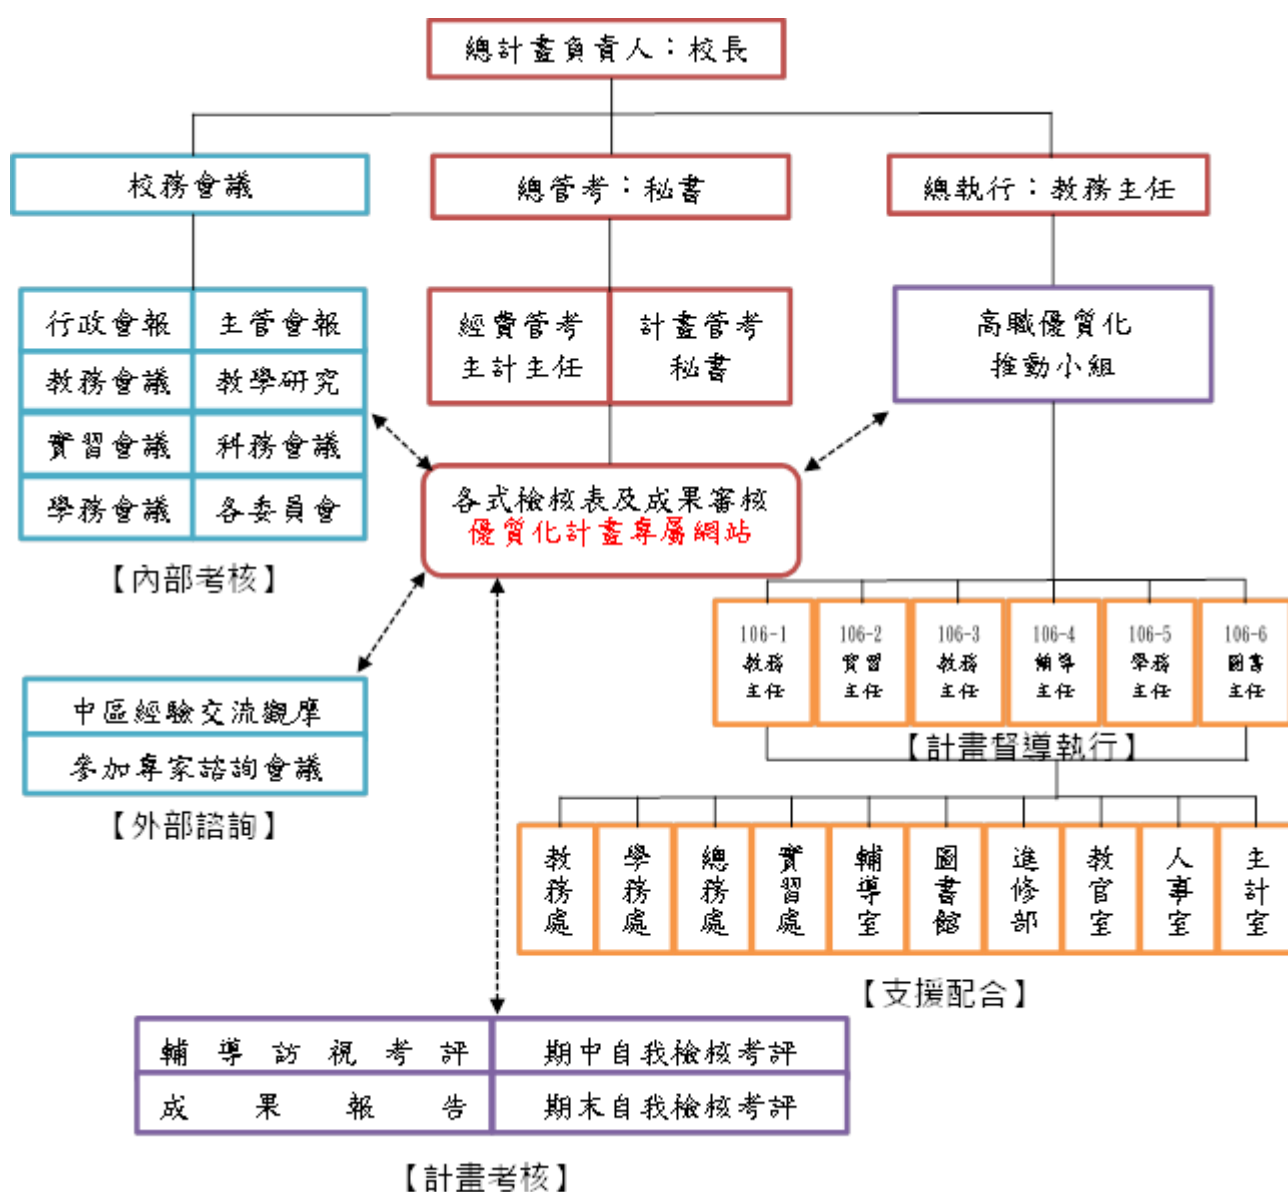 總計畫負責人：校長
校務會議
總管考：秘書
總執行：教務主任
行政會報
主管會報
教務會議
教學研究
實習會議
科務會議
學務會議
各委員會
【內部考核】
經費管考
主計主任
計畫管考
秘書
高職優質化
推動小組
各式檢核表及成果審核
優質化計畫專屬網站
中區經驗交流觀摩
參加專家諮詢會議
【外部諮詢】
106-1
教務
主任
106-2
實習
主任
106-3
教務
主任
106-4
輔導
主任
106-5
學務
主任
106-6
圖書
主任
【計畫督導執行】
教務處
學務處
總務處
實習處
輔導室
圖書館
進修部
教官室
人事室
主計室
【支援配合】
輔導訪視考評
期中自我檢核考評
成果報告
期末自我檢核考評
【計畫考核】